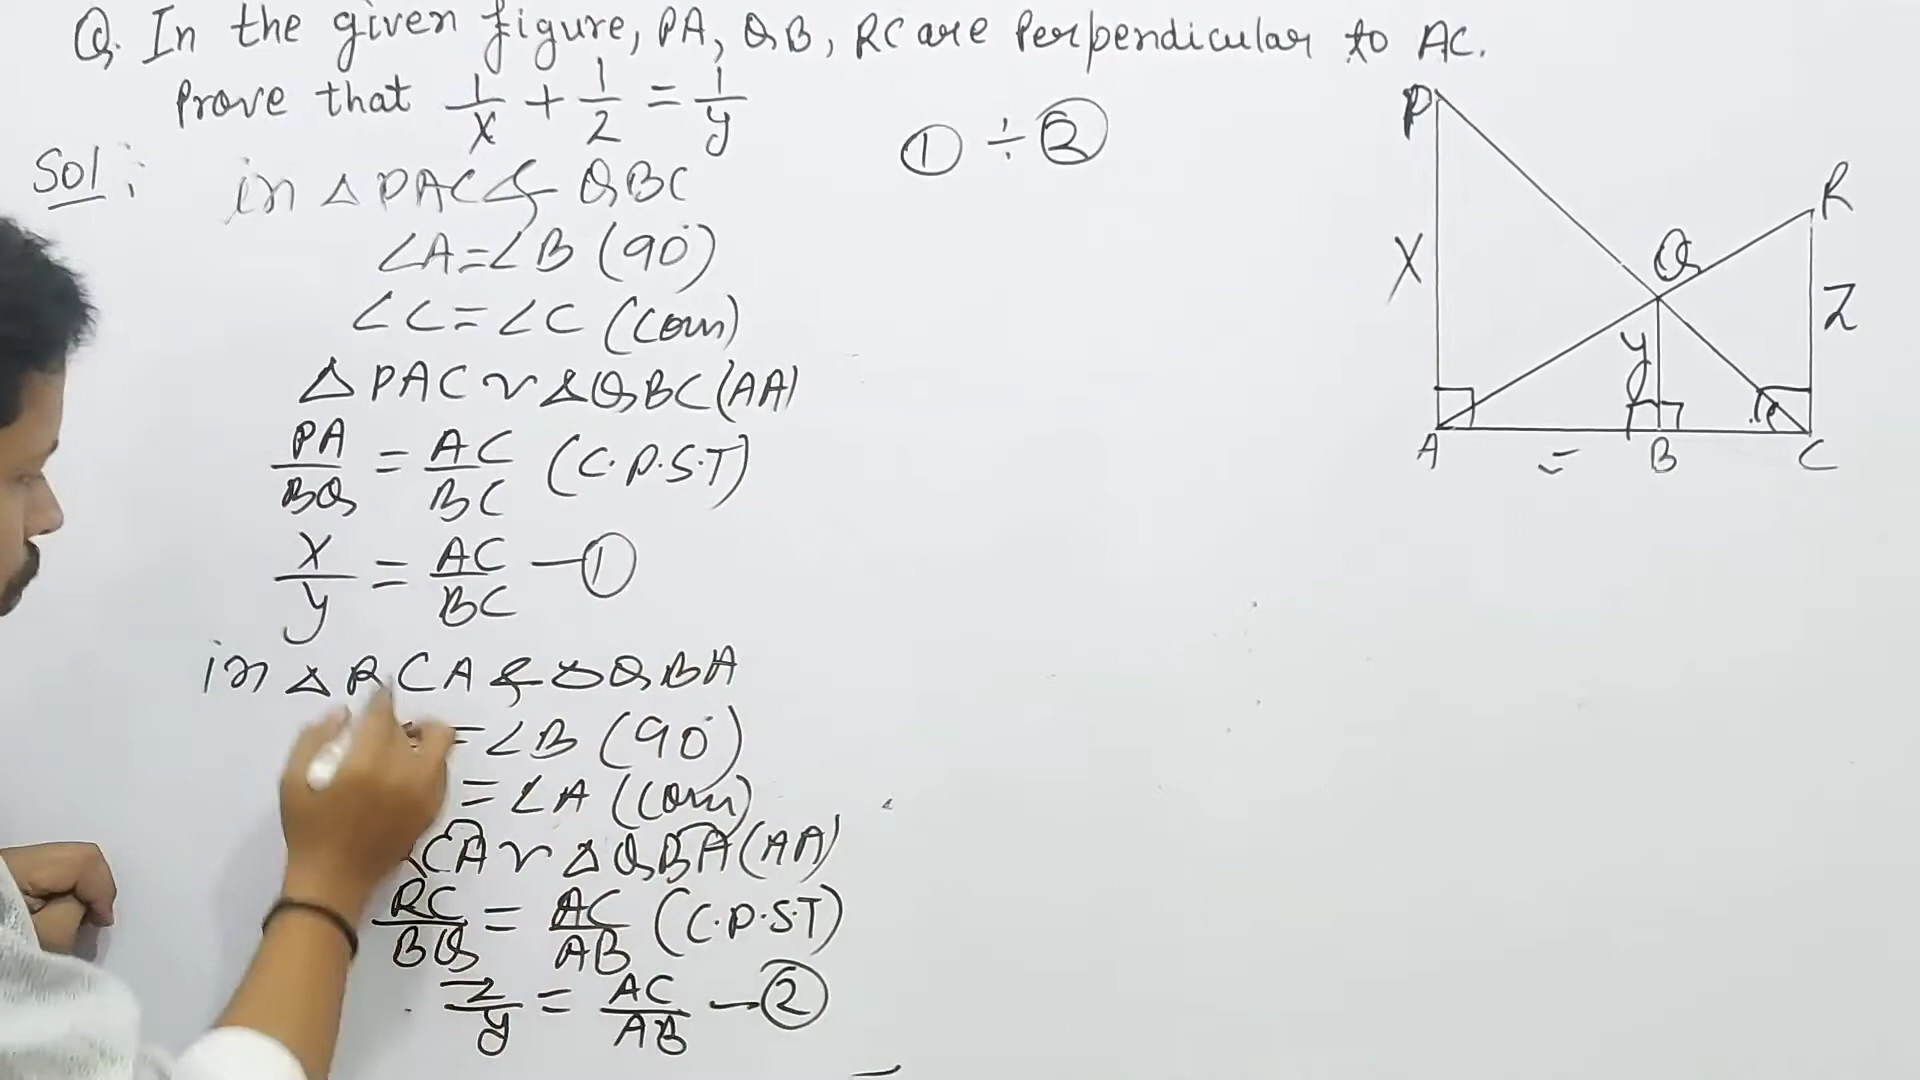 Q. In the given figure, PA, QB, RC are Perpendicular to AC.
Prove that 1/x + 1/z = 1/y
Sol:
① ÷ ②
in △PAC & QBC
∠A=∠B (90°)
∠C=∠C (Com)
△PAC ~ △QBC (AA)
PA/BQ = AC/BC (C.P.S.T)
x/y = AC/BC —①
in △RCA & △QBA
=∠B (90°)
=∠A (Com)
CA ~ △QBA (AA)
RC/BQ = AC/AB (C.P.S.T)
z/y = AC/AB —②
P
R
Q
X
Z
y
A
=
B
C